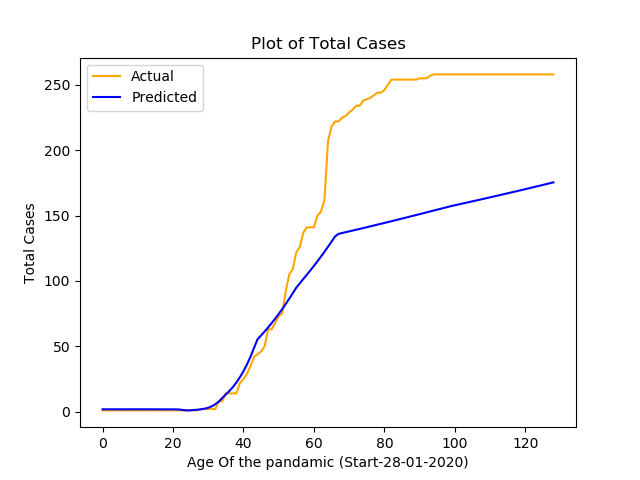 Plot of Total Cases
Actual
Predicted
Total Cases
250
200
150
100
50
0
0 20 40 60 80 100 120
Age Of the pandamic (Start-28-01-2020)